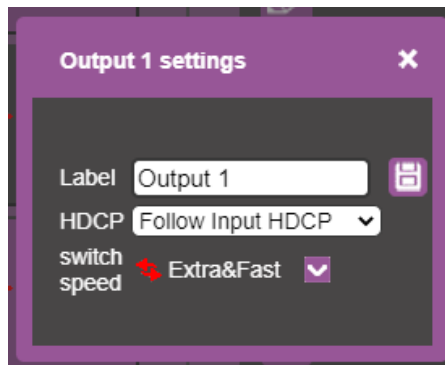 Output 1 settings
Label Output 1
HDCP Follow Input HDCP
switch speed Extra&Fast